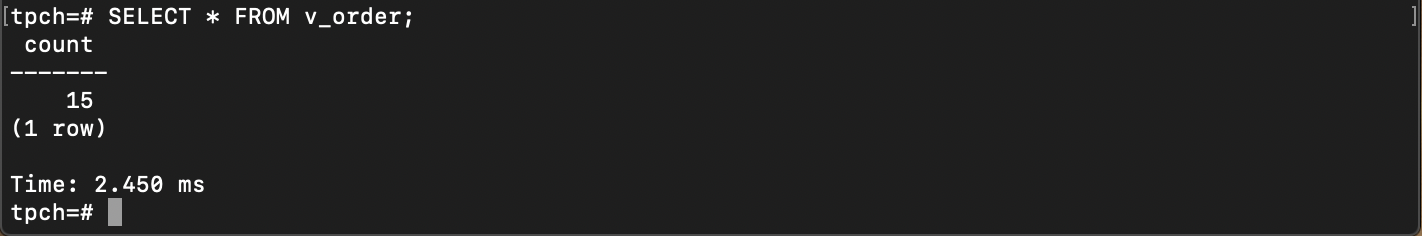 [tpch=# SELECT * FROM v_order; ]
 count
-------
    15
(1 row)

Time: 2.450 ms
tpch=#